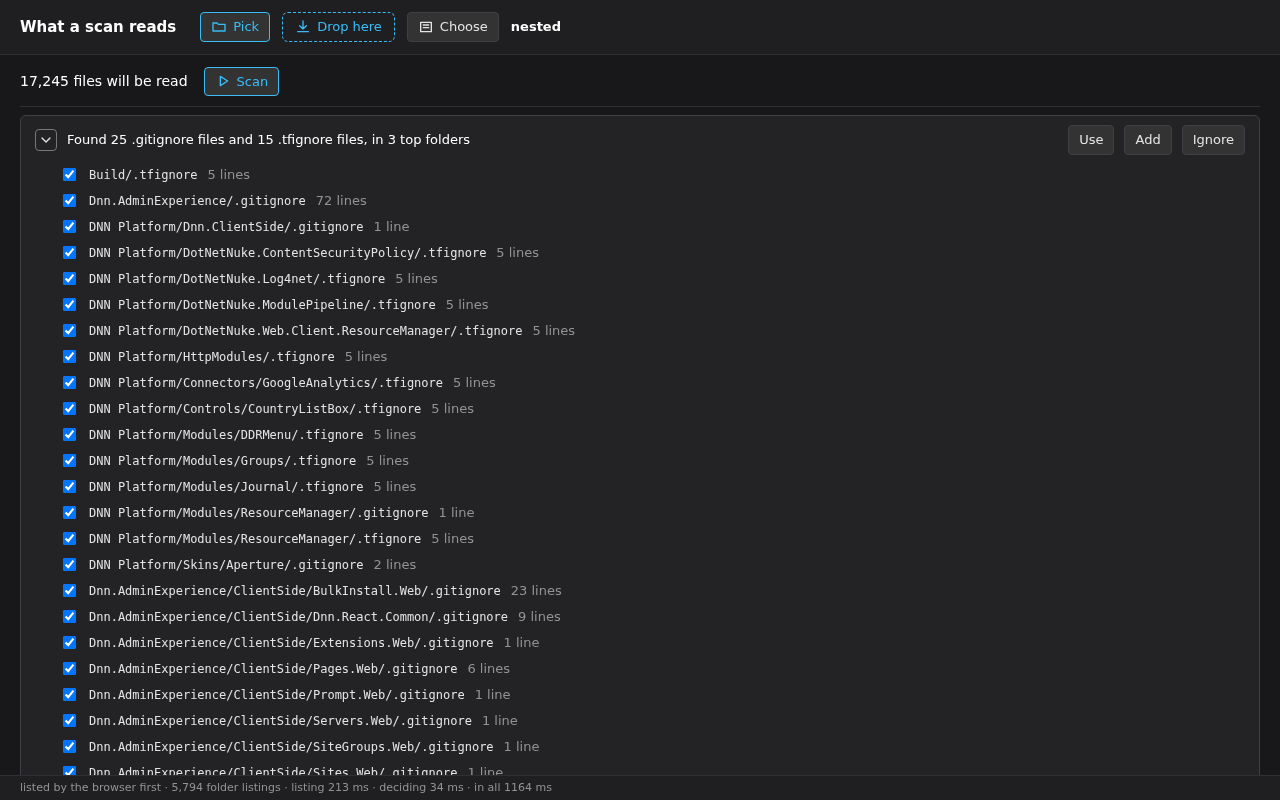 What a scan reads Pick Drop here Choose nested
17,245 files will be read Scan
Found 25 .gitignore files and 15 .tfignore files, in 3 top folders Use Add Ignore
Build/.tfignore 5 lines
Dnn.AdminExperience/.gitignore 72 lines
DNN Platform/Dnn.ClientSide/.gitignore 1 line
DNN Platform/DotNetNuke.ContentSecurityPolicy/.tfignore 5 lines
DNN Platform/DotNetNuke.Log4net/.tfignore 5 lines
DNN Platform/DotNetNuke.ModulePipeline/.tfignore 5 lines
DNN Platform/DotNetNuke.Web.Client.ResourceManager/.tfignore 5 lines
DNN Platform/HttpModules/.tfignore 5 lines
DNN Platform/Connectors/GoogleAnalytics/.tfignore 5 lines
DNN Platform/Controls/CountryListBox/.tfignore 5 lines
DNN Platform/Modules/DDRMenu/.tfignore 5 lines
DNN Platform/Modules/Groups/.tfignore 5 lines
DNN Platform/Modules/Journal/.tfignore 5 lines
DNN Platform/Modules/ResourceManager/.gitignore 1 line
DNN Platform/Modules/ResourceManager/.tfignore 5 lines
DNN Platform/Skins/Aperture/.gitignore 2 lines
Dnn.AdminExperience/ClientSide/BulkInstall.Web/.gitignore 23 lines
Dnn.AdminExperience/ClientSide/Dnn.React.Common/.gitignore 9 lines
Dnn.AdminExperience/ClientSide/Extensions.Web/.gitignore 1 line
Dnn.AdminExperience/ClientSide/Pages.Web/.gitignore 6 lines
Dnn.AdminExperience/ClientSide/Prompt.Web/.gitignore 1 line
Dnn.AdminExperience/ClientSide/Servers.Web/.gitignore 1 line
Dnn.AdminExperience/ClientSide/SiteGroups.Web/.gitignore 1 line
Dnn.AdminExperience/ClientSide/Sites.Web/.gitignore 1 line
listed by the browser first · 5,794 folder listings · listing 213 ms · deciding 34 ms · in all 1164 ms